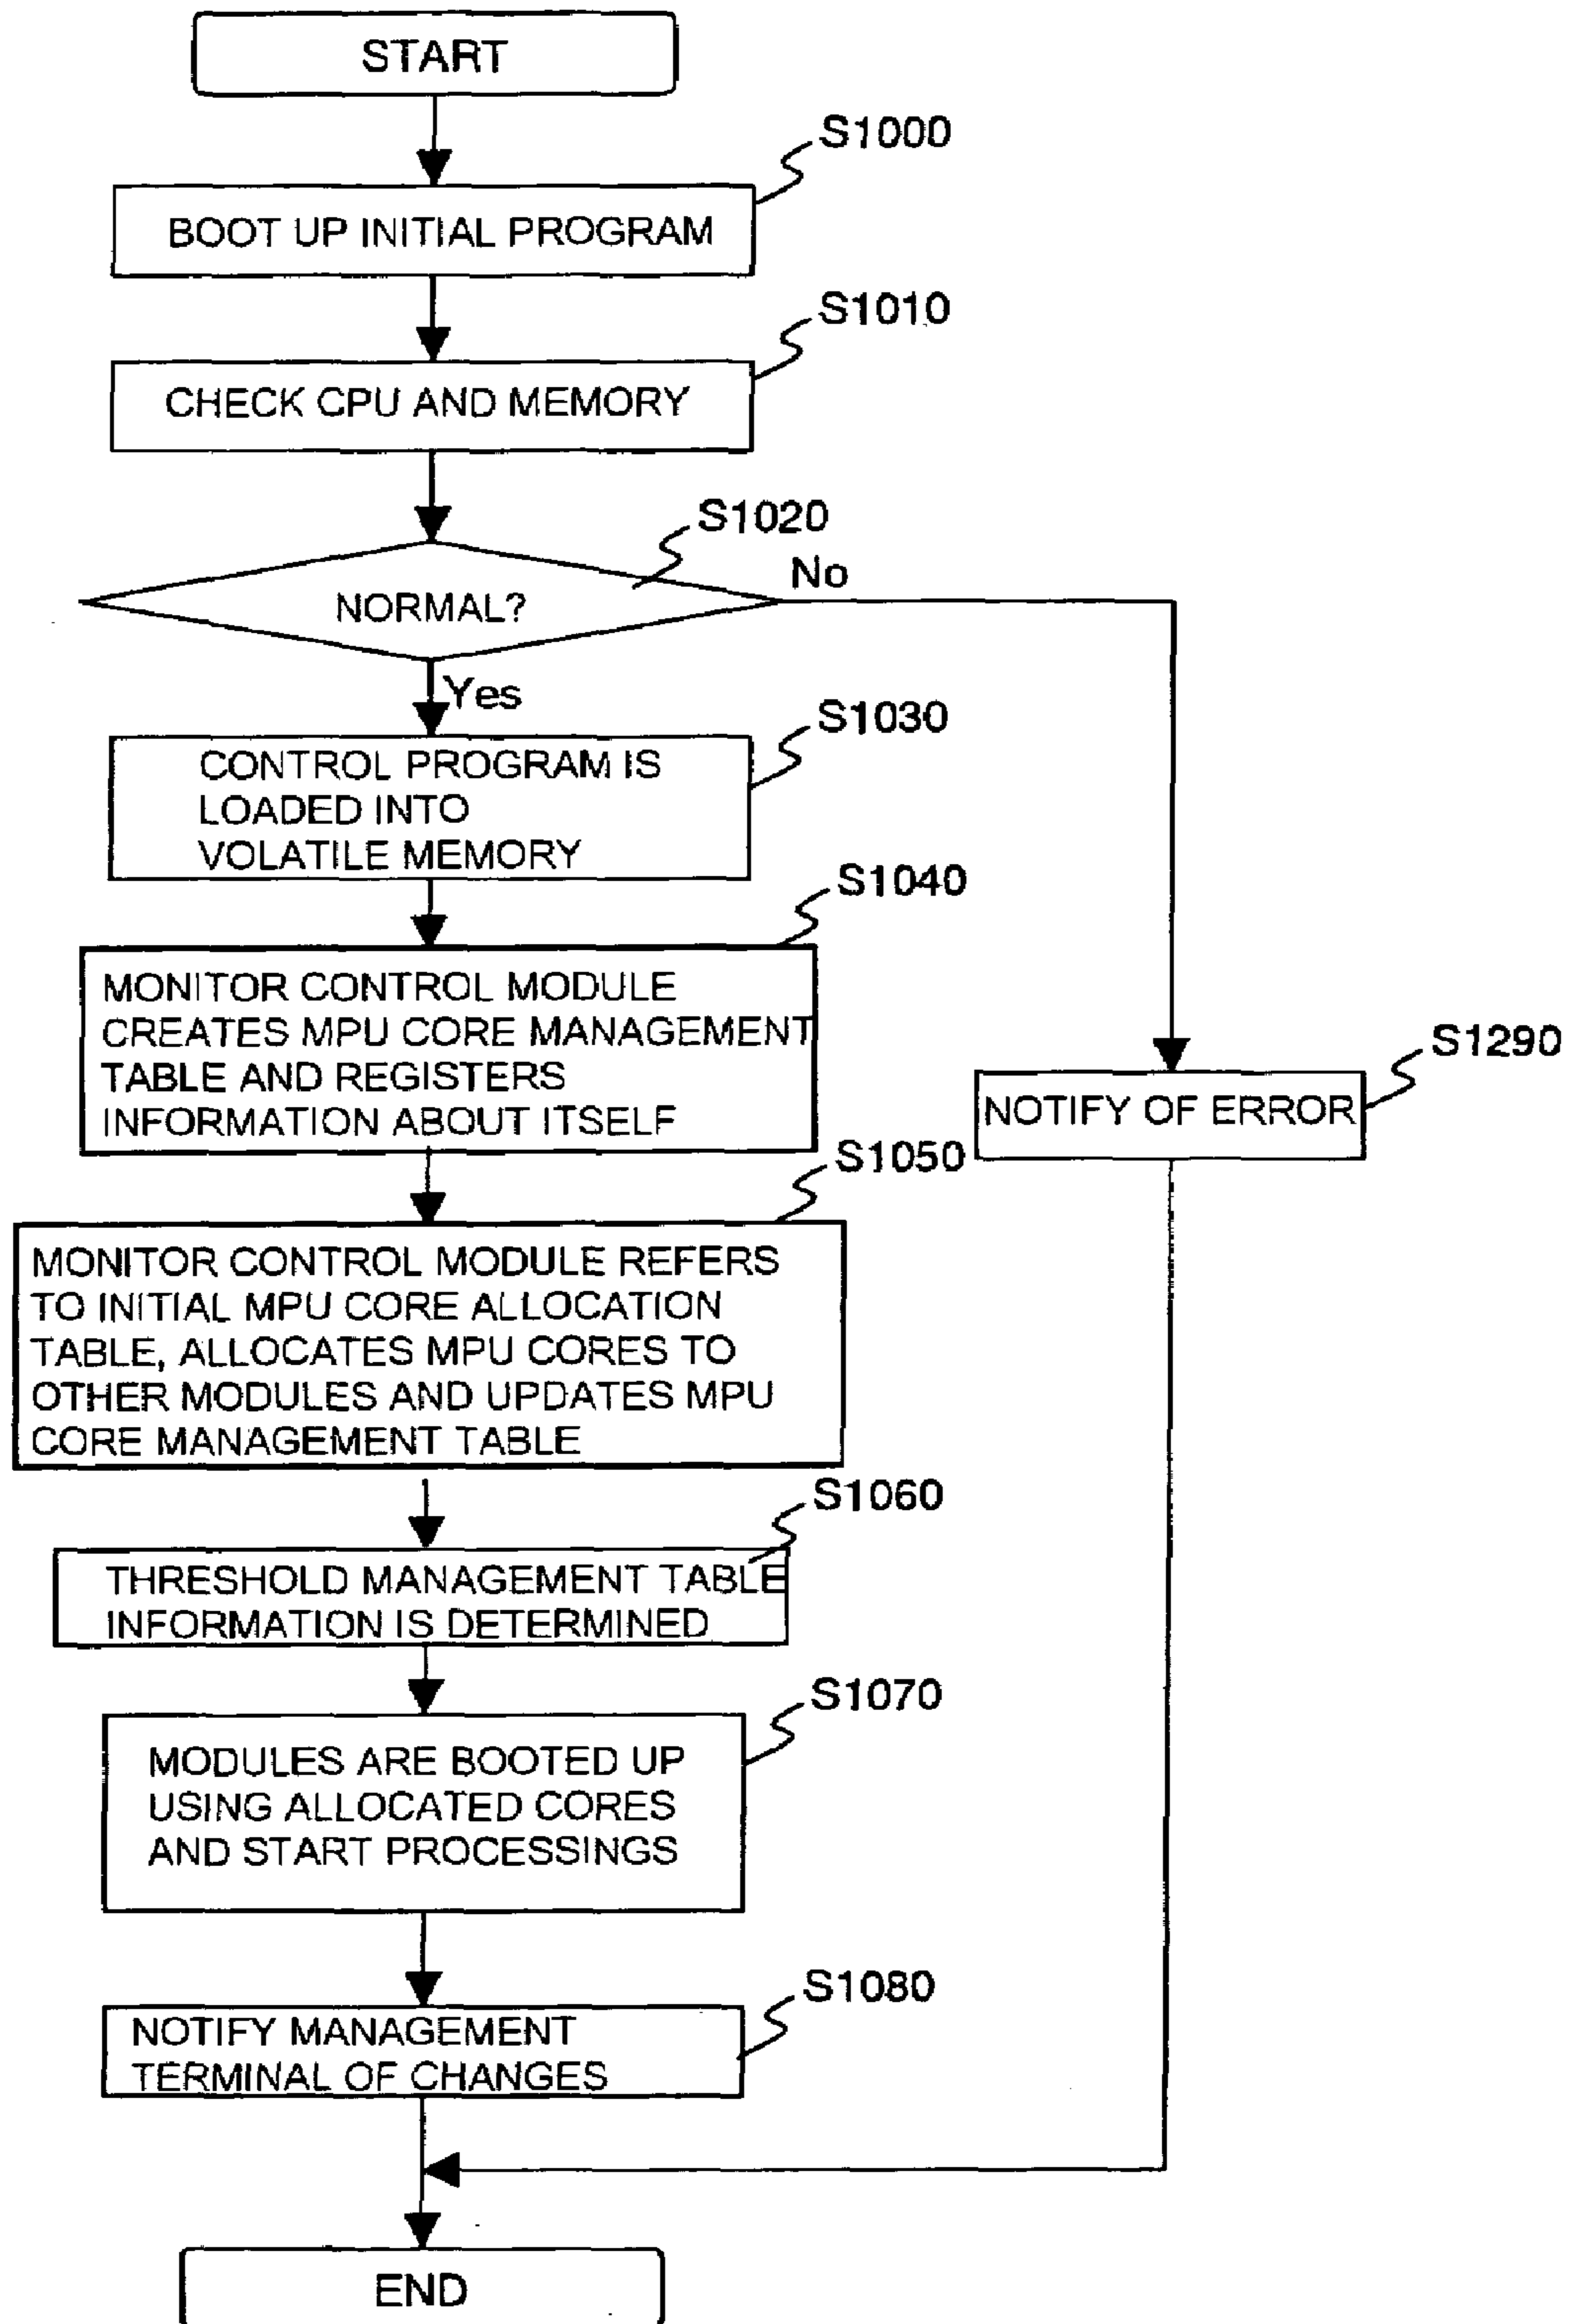 START
S1000
BOOT UP INITIAL PROGRAM
S1010
CHECK CPU AND MEMORY
S1020
No
NORMAL?
Yes
S1030
CONTROL PROGRAM IS
LOADED INTO
VOLATILE MEMORY
S1040
MONITOR CONTROL MODULE
CREATES MPU CORE MANAGEMENT
TABLE AND REGISTERS
INFORMATION ABOUT ITSELF
S1290
NOTIFY OF ERROR
S1050
MONITOR CONTROL MODULE REFERS
TO INITIAL MPU CORE ALLOCATION
TABLE, ALLOCATES MPU CORES TO
OTHER MODULES AND UPDATES MPU
CORE MANAGEMENT TABLE
S1060
THRESHOLD MANAGEMENT TABLE
INFORMATION IS DETERMINED
S1070
MODULES ARE BOOTED UP
USING ALLOCATED CORES
AND START PROCESSINGS
S1080
NOTIFY MANAGEMENT
TERMINAL OF CHANGES
END